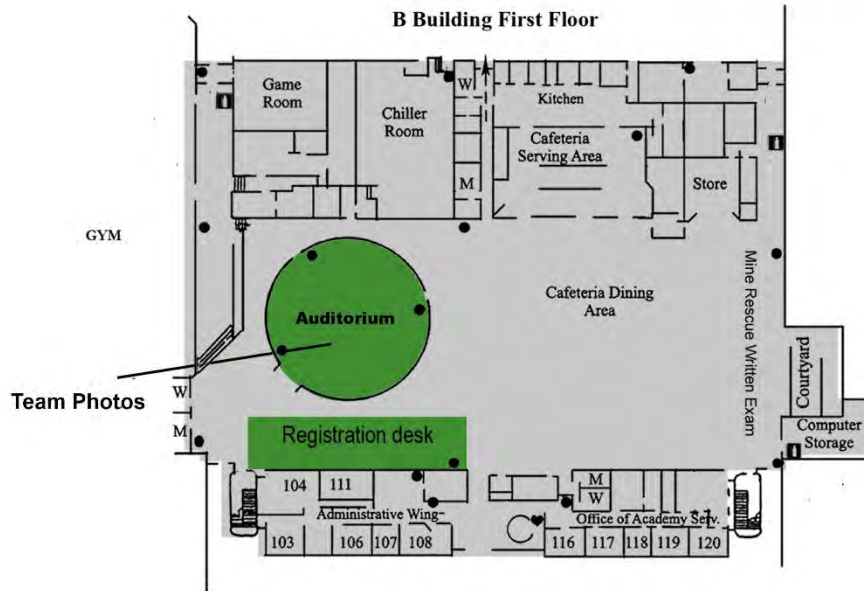 B Building First Floor
Game
Room
W
Kitchen
Chiller
Room
Cafeteria
Serving Area
M
Store
GYM
Auditorium
Cafeteria Dining
Area
Mine Rescue Written Exam
Courtyard
Team Photos
W
M
Registration desk
Computer
Storage
104
111
M
W
Administrative Wing
Office of Academy Serv.
103
106
107
108
116
117
118
119
120